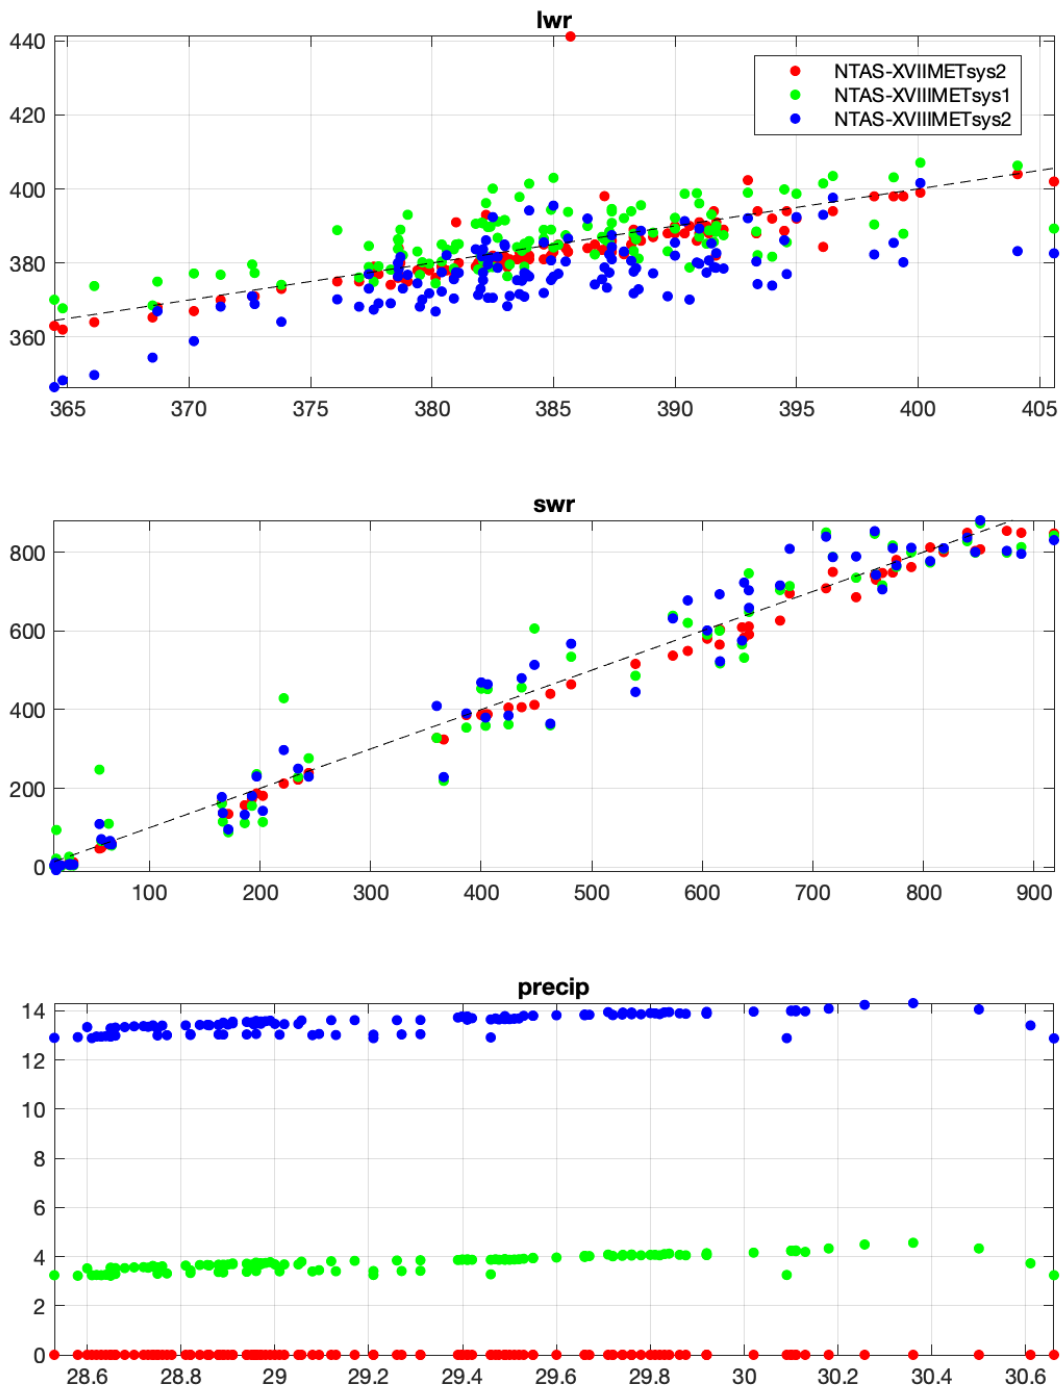 lwr
440
420
400
380
360
NTAS-XVIIMETsys2
NTAS-XVIIIMETsys1
NTAS-XVIIIMETsys2
365 370 375 380 385 390 395 400 405
swr
800
600
400
200
0
100 200 300 400 500 600 700 800 900
precip
14
12
10
8
6
4
2
0
28.6 28.8 29 29.2 29.4 29.6 29.8 30 30.2 30.4 30.6